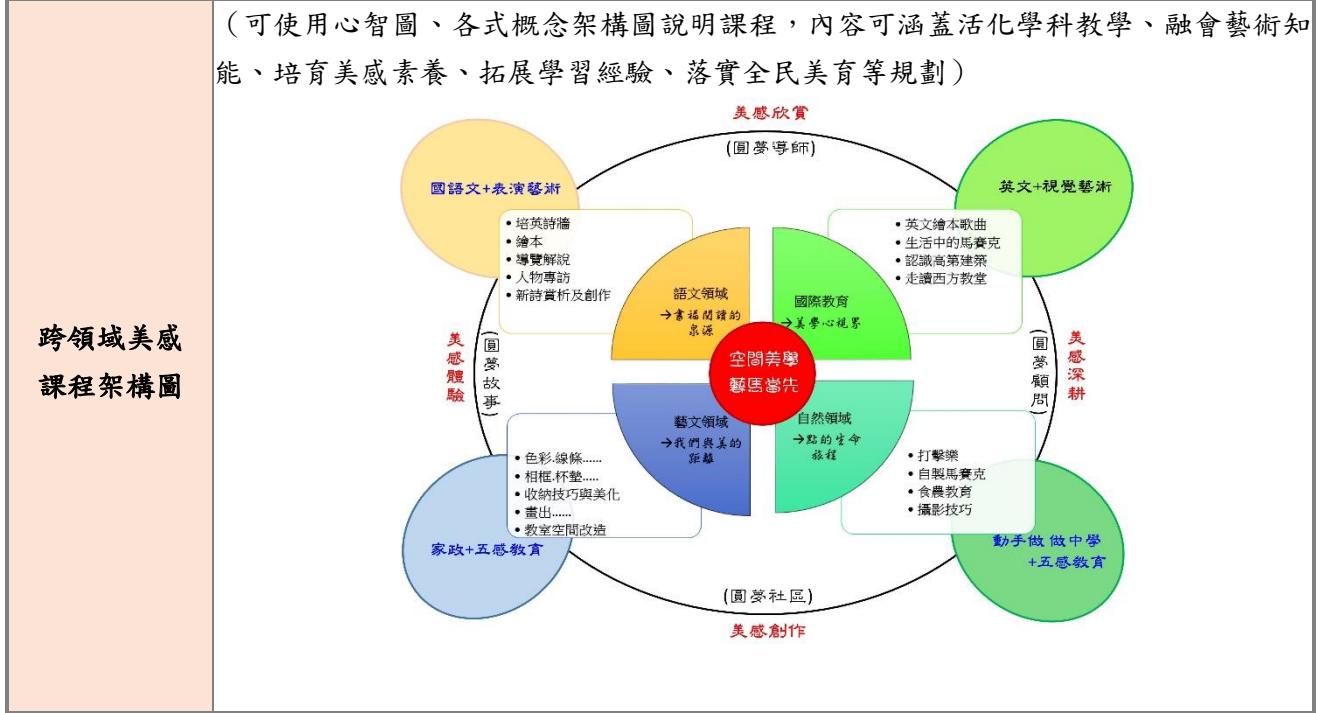 （可使用心智圖、各式概念架構圖說明課程，內容可涵蓋活化學科教學、融會藝術知
能、培育美感素養、拓展學習經驗、落實全民美育等規劃）
跨領域美感
課程架構圖
美感欣賞
(圓夢導師)
國語文+表演藝術
英文+視覺藝術
• 培英詩牆
• 繪本
• 導覽解說
• 人物專訪
• 新詩賞析及創作
• 英文繪本歌曲
• 生活中的馬賽克
• 認識高第建築
• 走讀西方教堂
語文領域
→書福閱讀的
泉源
國際教育
→美學心視界
空間美學
藝馬當先
美感體驗
(圓夢故事)
(圓夢顧問)
美感深耕
藝文領域
→我們與美的
距離
自然領域
→點的生命
旅程
• 色彩.線條......
• 相框.杯墊.....
• 收納技巧與美化
• 畫出......
• 教室空間改造
• 打擊樂
• 自製馬賽克
• 食農教育
• 攝影技巧
家政+五感教育
動手做 做中學
+五感教育
(圓夢社區)
美感創作